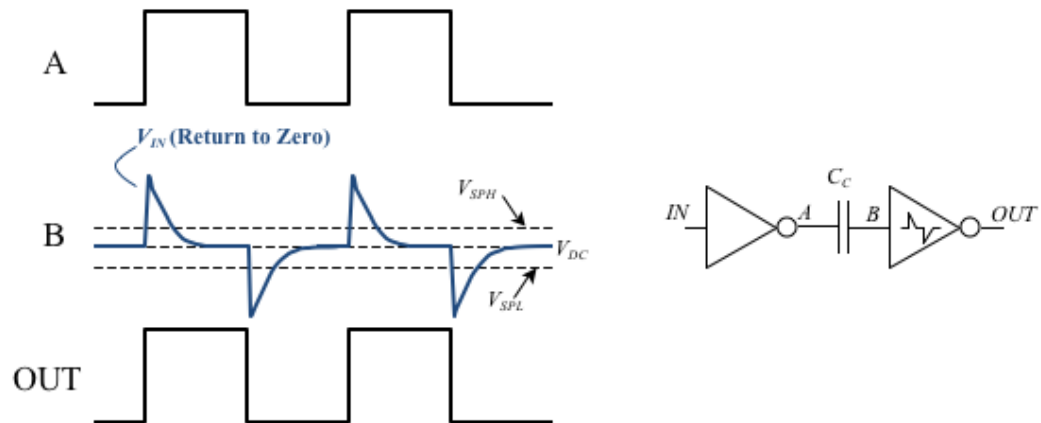 A
V_IN (Return to Zero)
V_SPH
B
V_DC
V_SPL
OUT
C_C
IN
A
B
OUT